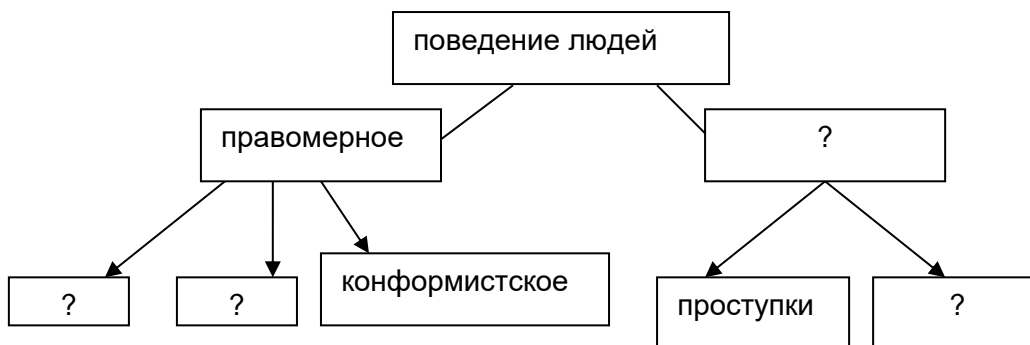 поведение людей
правомерное
?
?
?
конформистское
проступки
?